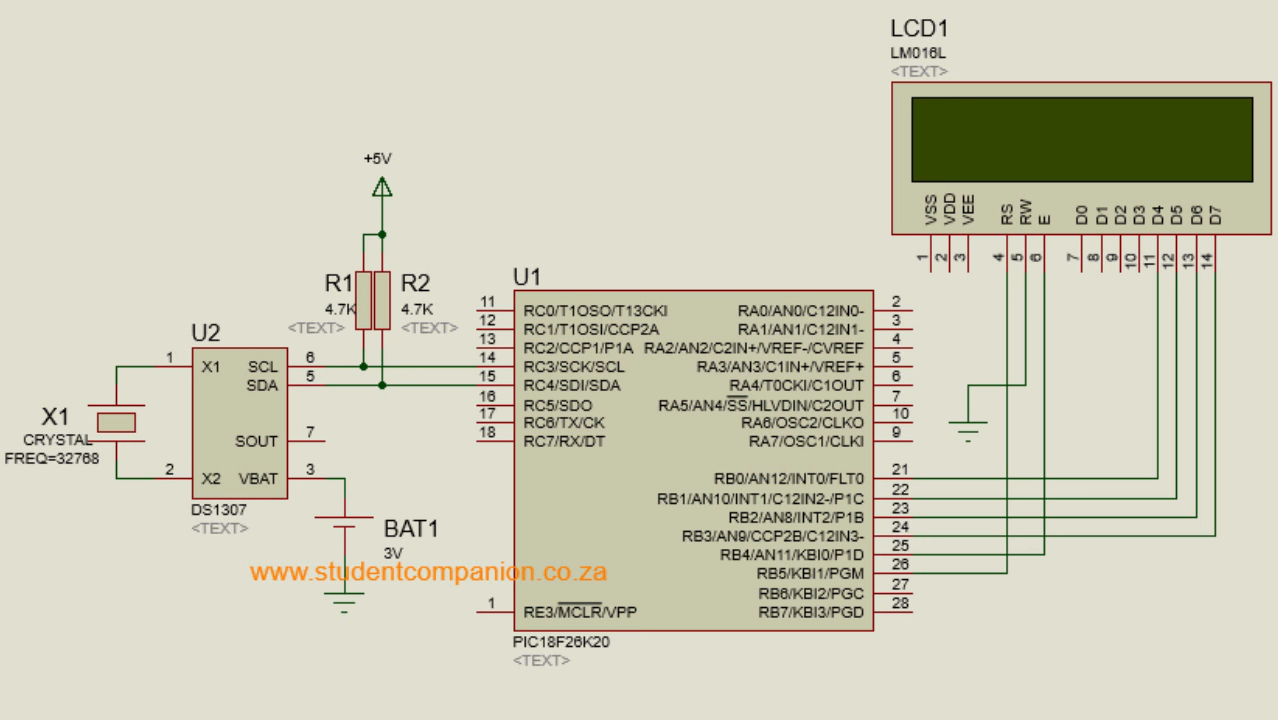 LCD1
LM016L
<TEXT>
VSS
VDD
VEE
RS
RW
E
D0
D1
D2
D3
D4
D5
D6
D7
1
2
3
4
5
6
7
8
9
10
11
12
13
14
+5V
R1
4.7K
<TEXT>
R2
4.7K
<TEXT>
U2
1
X1
SCL
6
SDA
5
SOUT
7
2
X2
VBAT
3
DS1307
<TEXT>
X1
CRYSTAL
FREQ=32768
BAT1
3V
www.studentcompanion.co.za
U1
11 RC0/T1OSO/T13CKI
12 RC1/T1OSI/CCP2A
13 RC2/CCP1/P1A
14 RC3/SCK/SCL
15 RC4/SDI/SDA
16 RC5/SDO
17 RC6/TX/CK
18 RC7/RX/DT
1 RE3/MCLR/VPP
RA0/AN0/C12IN0- 2
RA1/AN1/C12IN1- 3
RA2/AN2/C2IN+/VREF-/CVREF 4
RA3/AN3/C1IN+/VREF+ 5
RA4/T0CKI/C1OUT 6
RA5/AN4/SS/HLVDIN/C2OUT 7
RA6/OSC2/CLKO 10
RA7/OSC1/CLKI 9
RB0/AN12/INT0/FLT0 21
RB1/AN10/INT1/C12IN2-/P1C 22
RB2/AN8/INT2/P1B 23
RB3/AN9/CCP2B/C12IN3- 24
RB4/AN11/KBI0/P1D 25
RB5/KBI1/PGM 26
RB6/KBI2/PGC 27
RB7/KBI3/PGD 28
PIC18F26K20
<TEXT>